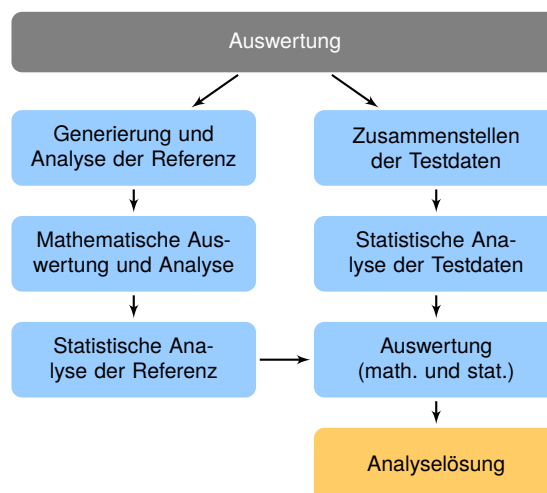 Auswertung
Generierung und
Analyse der Referenz
Zusammenstellen
der Testdaten
Mathematische Aus-
wertung und Analyse
Statistische Ana-
lyse der Testdaten
Statistische Ana-
lyse der Referenz
Auswertung
(math. und stat.)
Analyselösung